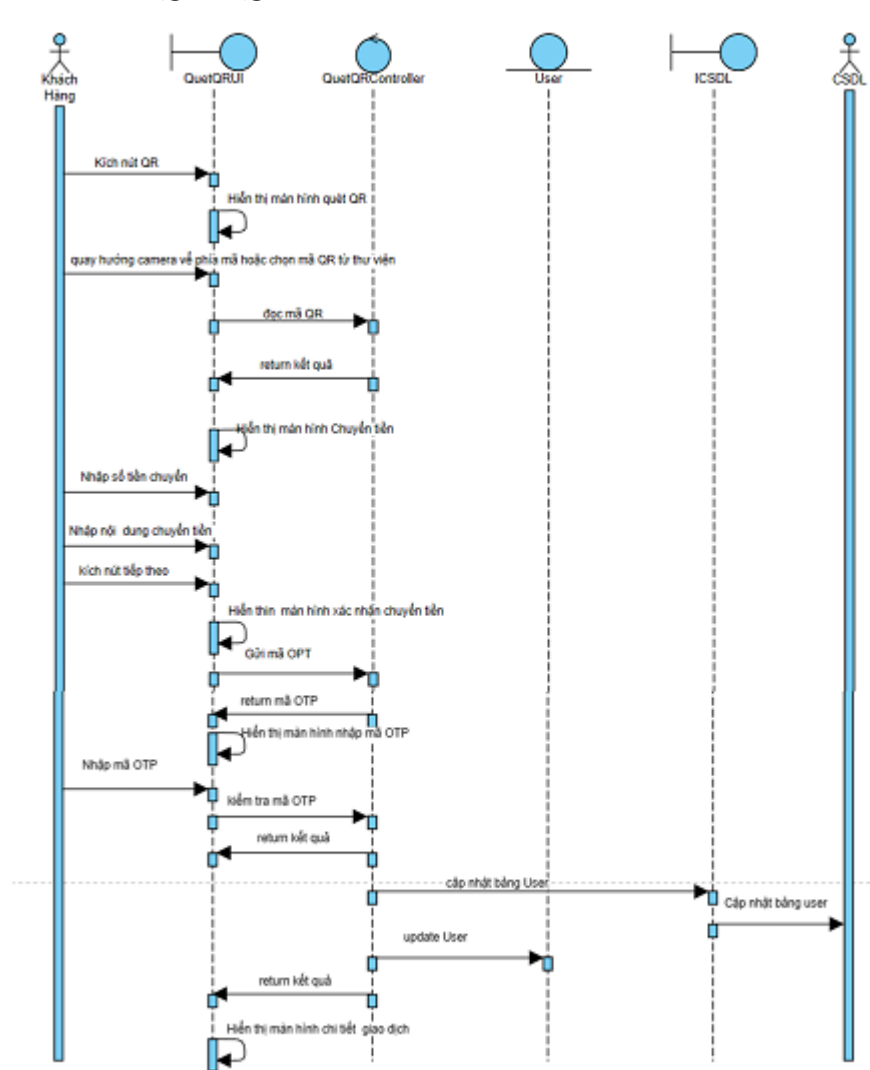 Khách
Hàng
QuetQRUI
QuetQRController
User
ICSDL
CSDL
Kích nút QR
Hiển thị màn hình quét QR
quay hướng camera về phía mã hoặc chọn mã QR từ thư viện
đọc mã QR
return kết quả
Hiển thị màn hình Chuyển tiền
Nhập số tiền chuyển
Nhập nội dung chuyển tiền
kích nút tiếp theo
Hiển thin màn hình xác nhận chuyển tiền
Gửi mã OPT
return mã OTP
Hiển thị màn hình nhập mã OTP
Nhập mã OTP
kiểm tra mã OTP
return kết quả
cập nhật bảng User
Cập nhật bảng user
update User
return kết quả
Hiển thị màn hình chi tiết giao dịch